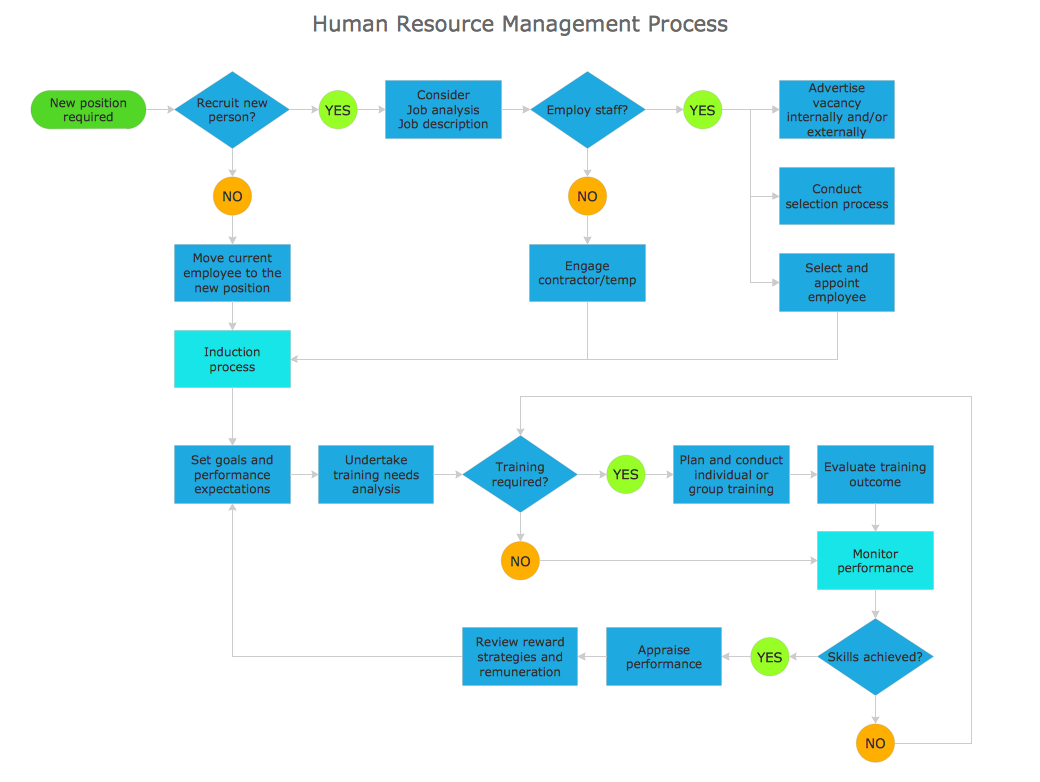 Human Resource Management Process
New position
required
Recruit new
person?
YES
Consider
Job analysis
Job description
Employ staff?
YES
Advertise
vacancy
internally and/or
externally
NO
NO
Conduct
selection process
Move current
employee to the
new position
Engage
contractor/temp
Select and
appoint
employee
Induction
process
Set goals and
performance
expectations
Undertake
training needs
analysis
Training
required?
YES
Plan and conduct
individual or
group training
Evaluate training
outcome
NO
Monitor
performance
Review reward
strategies and
remuneration
Appraise
performance
YES
Skills achieved?
NO